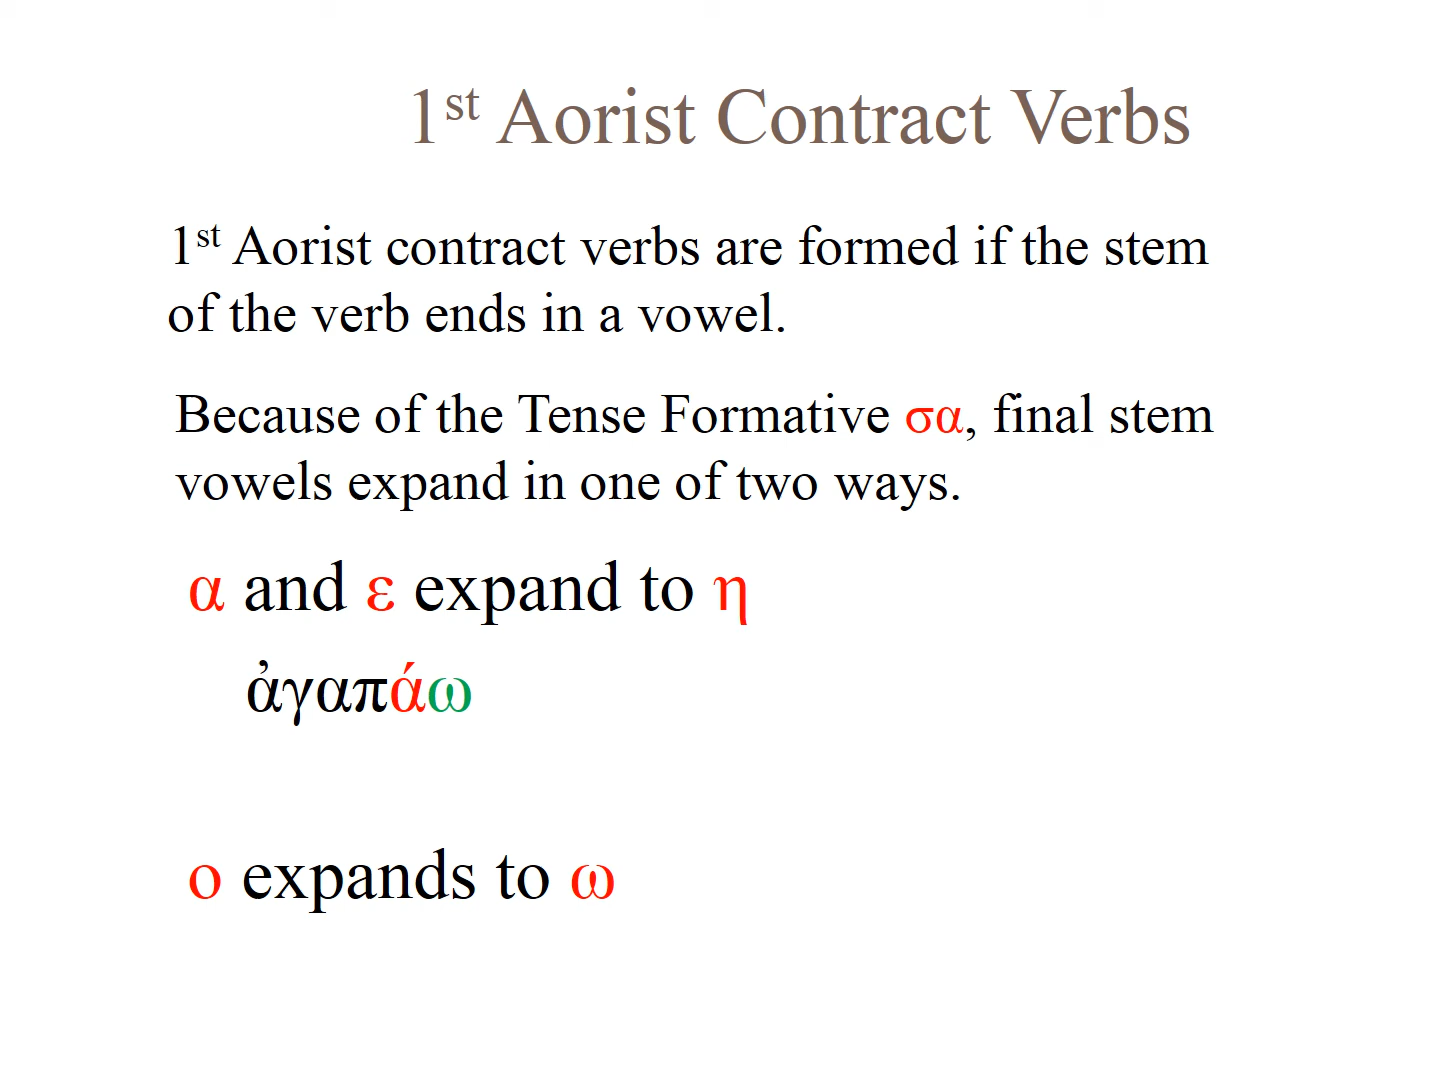 1st Aorist Contract Verbs
1st Aorist contract verbs are formed if the stem
of the verb ends in a vowel.
Because of the Tense Formative σα, final stem
vowels expand in one of two ways.
α and ε expand to η
ἀγαπάω
ο expands to ω